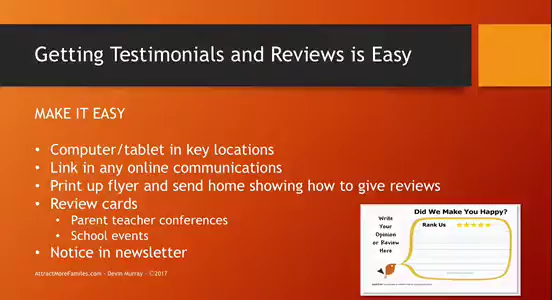 Getting Testimonials and Reviews is Easy
MAKE IT EASY
• Computer/tablet in key locations
• Link in any online communications
• Print up flyer and send home showing how to give reviews
• Review cards
• Parent teacher conferences
• School events
• Notice in newsletter
Did We Make You Happy?
Write
Your
Opinion
or Review
Here
Rank Us
AttractMoreFamilies.com - Devin Murray - ©2017